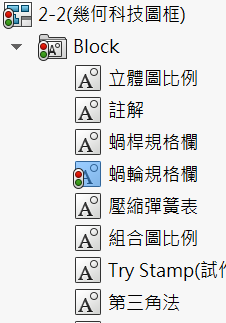 2-2(幾何科技圖框)
Block
立體圖比例
註解
蝸桿規格欄
蝸輪規格欄
壓縮彈簧表
組合圖比例
Try Stamp(試作
第三角法